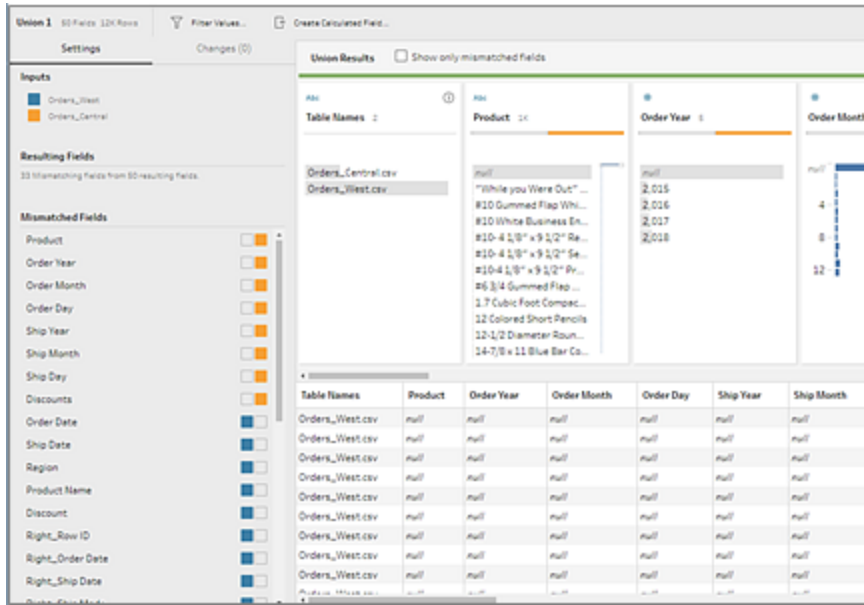 Union 1 50 Fields 12K Rows Filter Values... Create Calculated Field...
Settings Changes (0)
Inputs
Orders_West
Orders_Central
Resulting Fields
33 Mismatching fields from 50 resulting fields.
Mismatched Fields
Product
Order Year
Order Month
Order Day
Ship Year
Ship Month
Ship Day
Discounts
Order Date
Ship Date
Region
Product Name
Discount
Right_Row ID
Right_Order Date
Right_Ship Date
Right_Ship Mode
Union Results Show only mismatched fields
Abc
Table Names 2
Orders_Central.csv
Orders_West.csv
Abc
Product 1K
null
"While you Were Out" ...
#10 Gummed Flap Whi...
#10 White Business En...
#10- 4 1/8" x 9 1/2" Re...
#10- 4 1/8" x 9 1/2" Se...
#10-4 1/8" x 9 1/2" Pr...
#6 3/4 Gummed Flap ...
1.7 Cubic Foot Compac...
12 Colored Short Pencils
12-1/2 Diameter Roun...
14-7/8 x 11 Blue Bar Co...
Order Year 5
null
2,015
2,016
2,017
2,018
Order Month
null
4
8
12
Table Names Product Order Year Order Month Order Day Ship Year Ship Month
Orders_West.csv null null null null null null
Orders_West.csv null null null null null null
Orders_West.csv null null null null null null
Orders_West.csv null null null null null null
Orders_West.csv null null null null null null
Orders_West.csv null null null null null null
Orders_West.csv null null null null null null
Orders_West.csv null null null null null null
Orders_West.csv null null null null null null